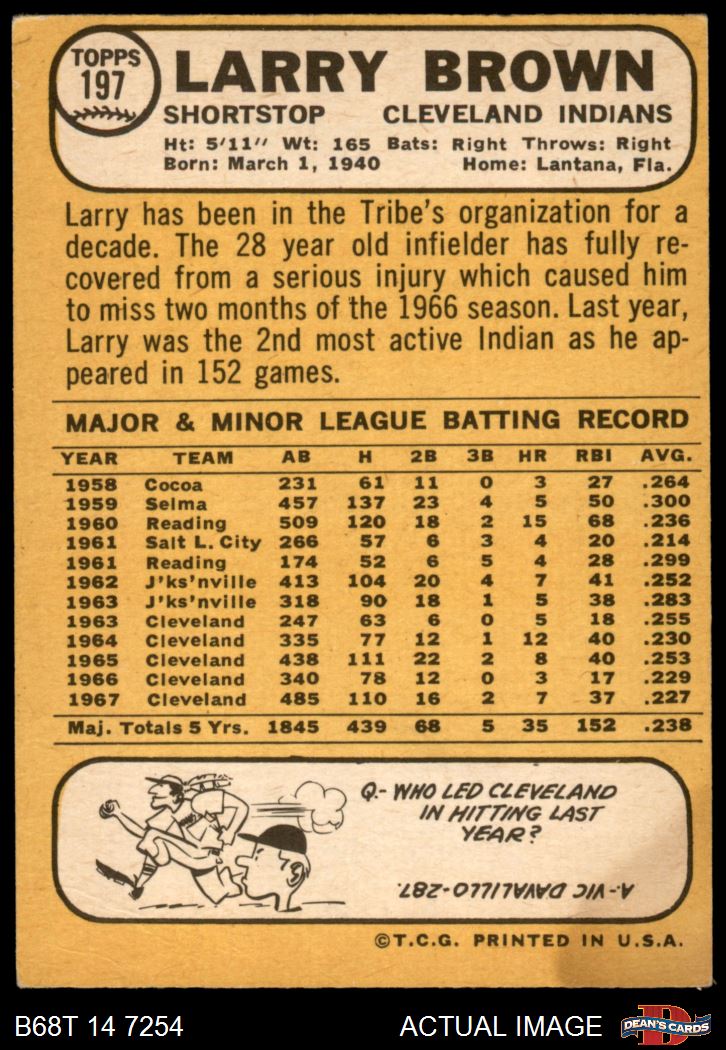 TOPPS
197
LARRY BROWN
SHORTSTOP CLEVELAND INDIANS
Ht: 5'11" Wt: 165 Bats: Right Throws: Right
Born: March 1, 1940 Home: Lantana, Fla.
Larry has been in the Tribe's organization for a
decade. The 28 year old infielder has fully re-
covered from a serious injury which caused him
to miss two months of the 1966 season. Last year,
Larry was the 2nd most active Indian as he ap-
peared in 152 games.
MAJOR & MINOR LEAGUE BATTING RECORD
YEAR TEAM AB H 2B 3B HR RBI AVG.
1958 Cocoa 231 61 11 0 3 27 .264
1959 Selma 457 137 23 4 5 50 .300
1960 Reading 509 120 18 2 15 68 .236
1961 Salt L. City 266 57 6 3 4 20 .214
1961 Reading 174 52 6 5 4 28 .299
1962 J'ks'nville 413 104 20 4 7 41 .252
1963 J'ks'nville 318 90 18 1 5 38 .283
1963 Cleveland 247 63 6 0 5 18 .255
1964 Cleveland 335 77 12 1 12 40 .230
1965 Cleveland 438 111 22 2 8 40 .253
1966 Cleveland 340 78 12 0 3 17 .229
1967 Cleveland 485 110 16 2 7 37 .227
Maj. Totals 5 Yrs. 1845 439 68 5 35 152 .238
Q.- WHO LED CLEVELAND
IN HITTING LAST
YEAR?
A.- VIC DAVALILLO-287.
©T.C.G. PRINTED IN U.S.A.
B68T 14 7254 ACTUAL IMAGE
D
DEAN'S CARDS